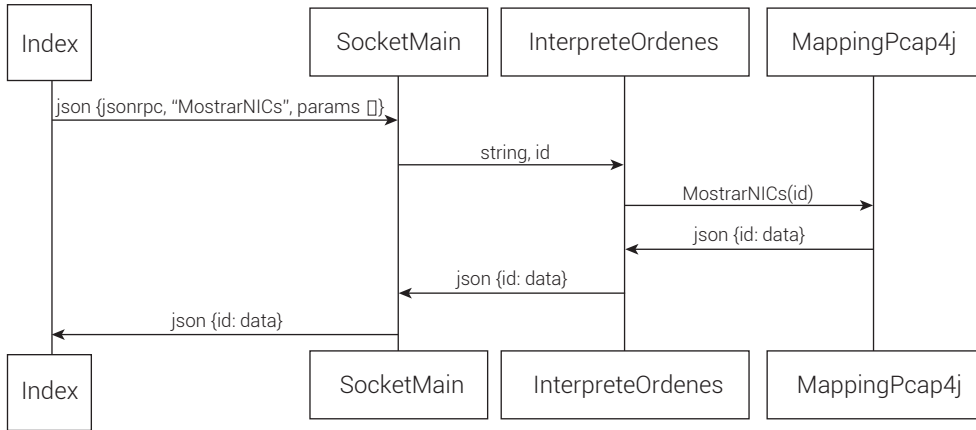 Index
SocketMain
InterpreteOrdenes
MappingPcap4j
json {jsonrpc, “MostrarNICs”, params []}
string, id
MostrarNICs(id)
json {id: data}
json {id: data}
json {id: data}
Index
SocketMain
InterpreteOrdenes
MappingPcap4j